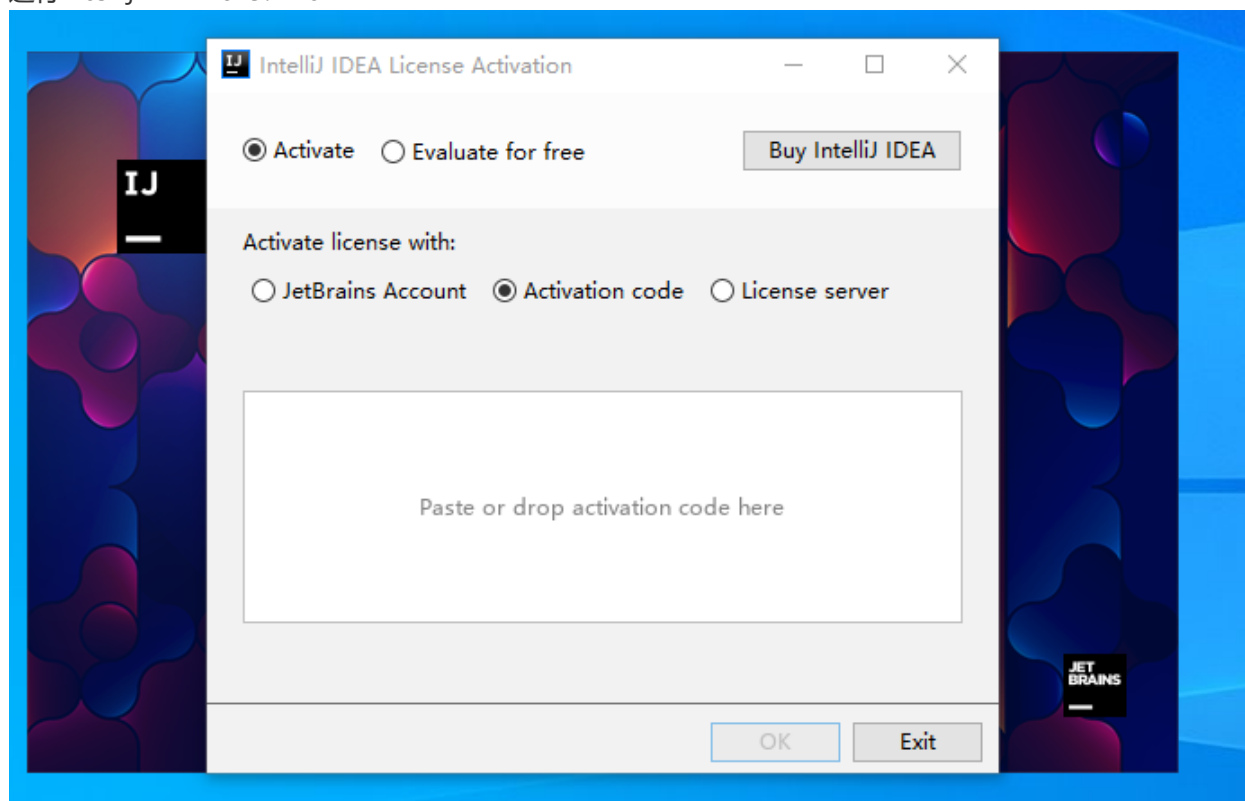 IntelliJ IDEA License Activation
Activate Evaluate for free Buy IntelliJ IDEA
IJ
Activate license with:
JetBrains Account Activation code License server
Paste or drop activation code here
JET
BRAINS
OK Exit